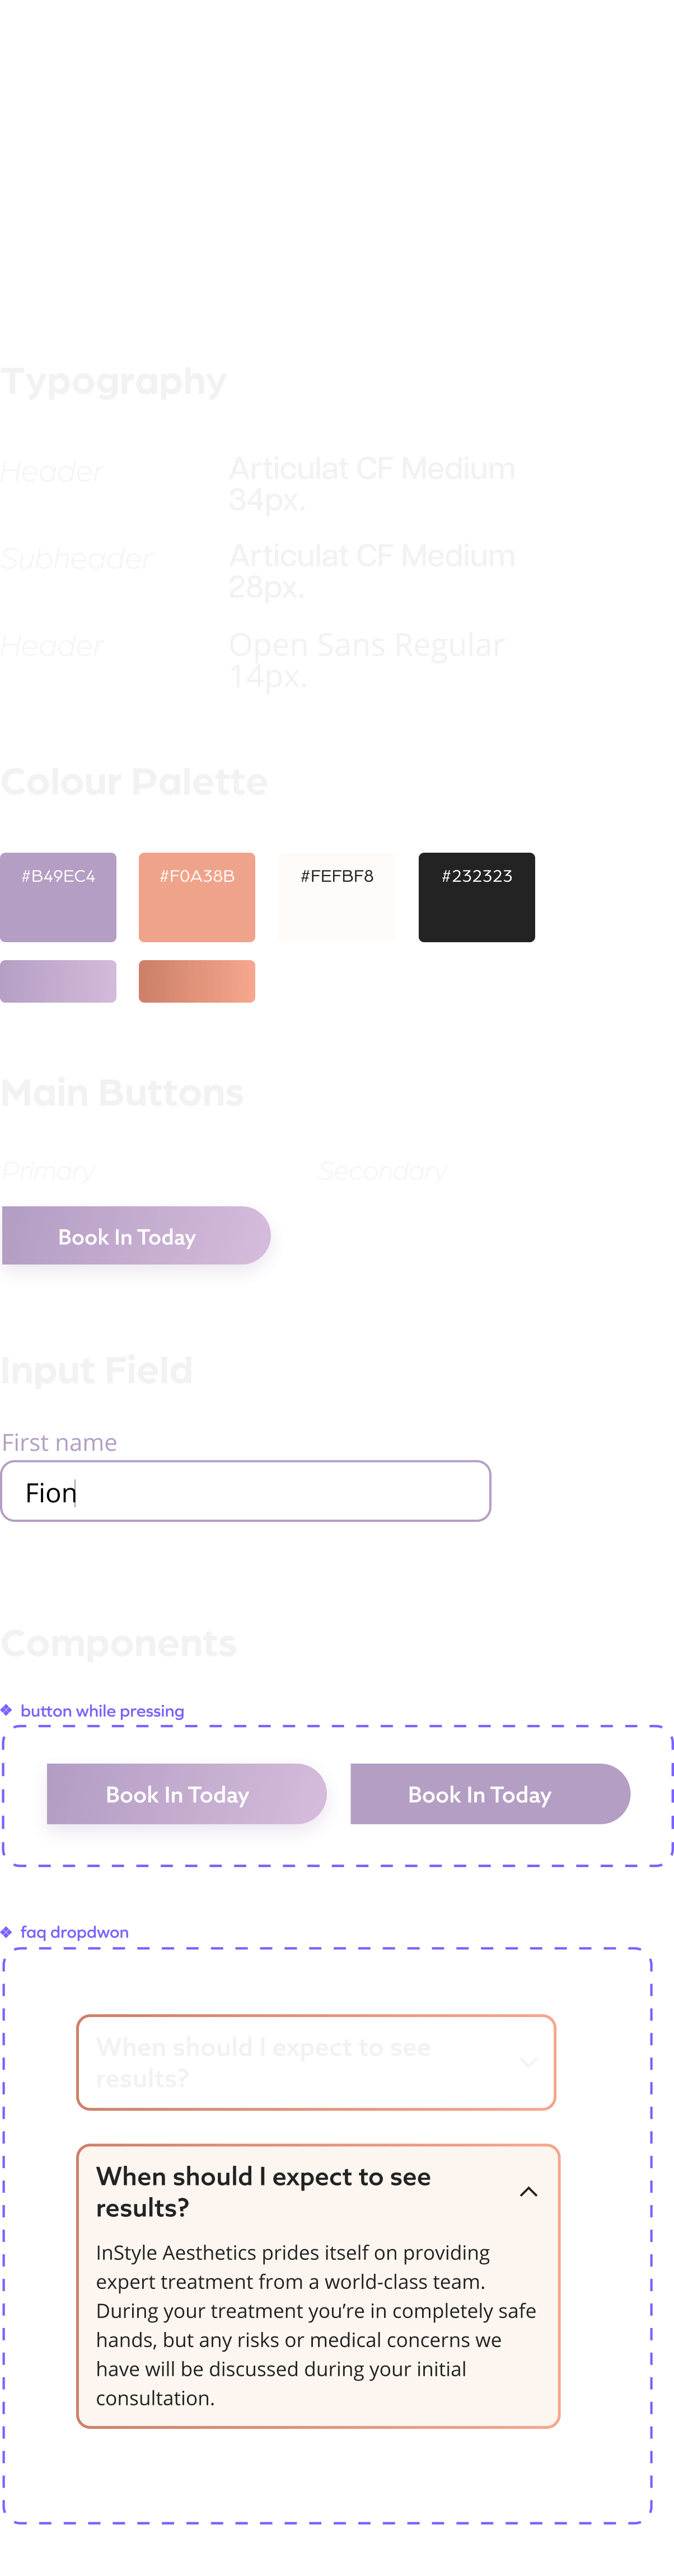 Typography
Header
Articulat CF Medium
34px.
Subheader
Articulat CF Medium
28px.
Header
Open Sans Regular
14px.
Colour Palette
#B49EC4
#F0A38B
#FEFBF8
#232323
Main Buttons
Primary
Secondary
Book In Today
Input Field
First name
Fion
Components
button while pressing
Book In Today
Book In Today
faq dropdwon
When should I expect to see
results?
When should I expect to see
results?
InStyle Aesthetics prides itself on providing
expert treatment from a world-class team.
During your treatment you’re in completely safe
hands, but any risks or medical concerns we
have will be discussed during your initial
consultation.